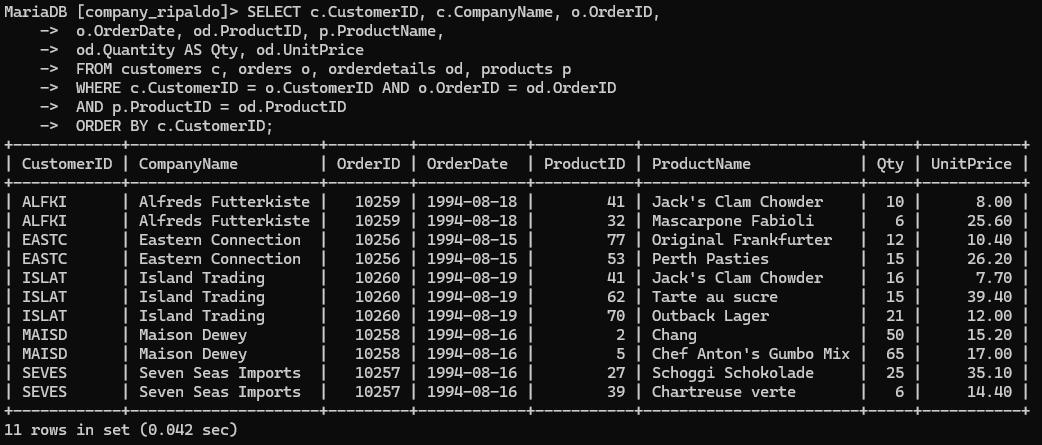 MariaDB [company_ripaldo]> SELECT c.CustomerID, c.CompanyName, o.OrderID,
    ->  o.OrderDate, od.ProductID, p.ProductName,
    ->  od.Quantity AS Qty, od.UnitPrice
    ->  FROM customers c, orders o, orderdetails od, products p
    ->  WHERE c.CustomerID = o.CustomerID AND o.OrderID = od.OrderID
    ->  AND p.ProductID = od.ProductID
    ->  ORDER BY c.CustomerID;
+------------+---------------------+---------+------------+-----------+-----------------------+-----+-----------+
| CustomerID | CompanyName         | OrderID | OrderDate  | ProductID | ProductName           | Qty | UnitPrice |
+------------+---------------------+---------+------------+-----------+-----------------------+-----+-----------+
| ALFKI      | Alfreds Futterkiste |   10259 | 1994-08-18 |        41 | Jack's Clam Chowder   |  10 |      8.00 |
| ALFKI      | Alfreds Futterkiste |   10259 | 1994-08-18 |        32 | Mascarpone Fabioli    |   6 |     25.60 |
| EASTC      | Eastern Connection  |   10256 | 1994-08-15 |        77 | Original Frankfurter  |  12 |     10.40 |
| EASTC      | Eastern Connection  |   10256 | 1994-08-15 |        53 | Perth Pasties         |  15 |     26.20 |
| ISLAT      | Island Trading      |   10260 | 1994-08-19 |        41 | Jack's Clam Chowder   |  16 |      7.70 |
| ISLAT      | Island Trading      |   10260 | 1994-08-19 |        62 | Tarte au sucre        |  15 |     39.40 |
| ISLAT      | Island Trading      |   10260 | 1994-08-19 |        70 | Outback Lager         |  21 |     12.00 |
| MAISD      | Maison Dewey        |   10258 | 1994-08-16 |         2 | Chang                 |  50 |     15.20 |
| MAISD      | Maison Dewey        |   10258 | 1994-08-16 |         5 | Chef Anton's Gumbo Mix |  65 |     17.00 |
| SEVES      | Seven Seas Imports  |   10257 | 1994-08-16 |        27 | Schoggi Schokolade    |  25 |     35.10 |
| SEVES      | Seven Seas Imports  |   10257 | 1994-08-16 |        39 | Chartreuse verte      |   6 |     14.40 |
+------------+---------------------+---------+------------+-----------+-----------------------+-----+-----------+
11 rows in set (0.042 sec)